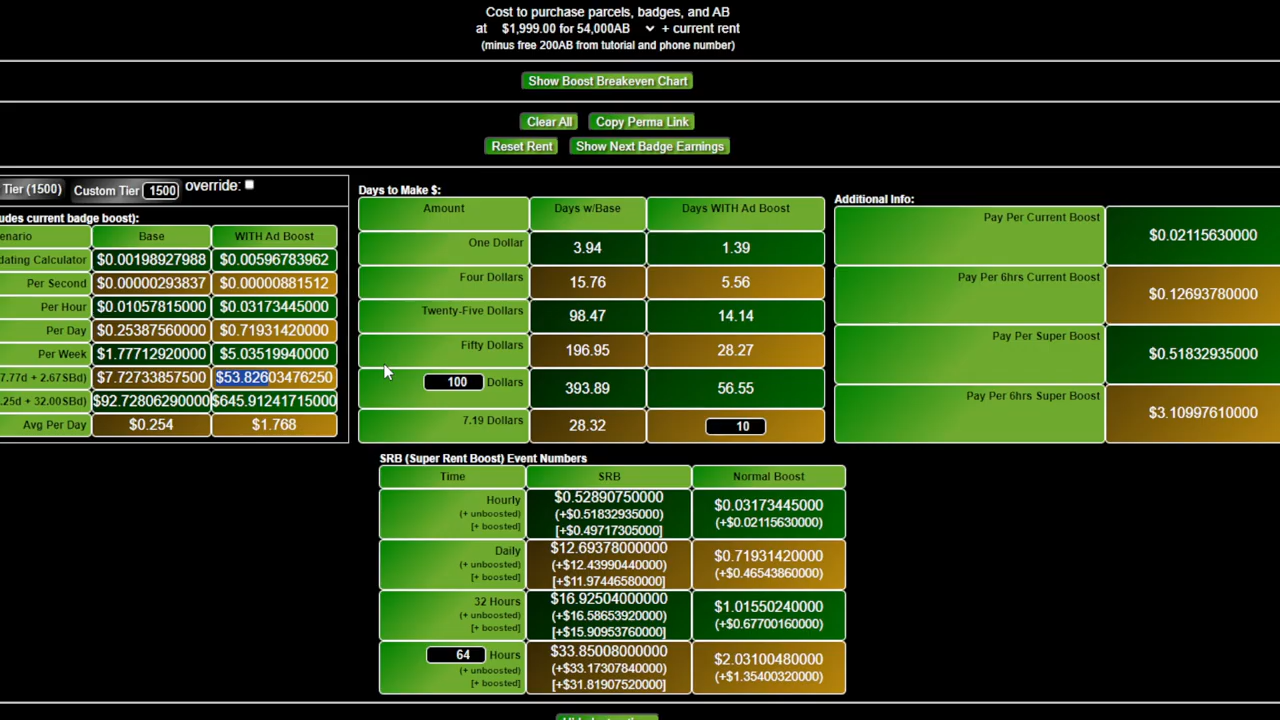 Cost to purchase parcels, badges, and AB
at $1,999.00 for 54,000AB + current rent
(minus free 200AB from tutorial and phone number)
Show Boost Breakeven Chart
Clear All Copy Perma Link
Reset Rent Show Next Badge Earnings
Tier (1500) Custom Tier 1500 override:
udes current badge boost):
enario Base WITH Ad Boost
dating Calculator $0.00198927988 $0.00596783962
Per Second $0.00000293837 $0.00000881512
Per Hour $0.01057815000 $0.03173445000
Per Day $0.25387560000 $0.71931420000
Per Week $1.77712920000 $5.03519940000
7.77d + 2.67SBd) $7.72733857500 $53.82603476250
.25d + 32.00SBd) $92.72806290000 $645.91241715000
Avg Per Day $0.254 $1.768
Days to Make $:
Amount Days w/Base Days WITH Ad Boost
One Dollar 3.94 1.39
Four Dollars 15.76 5.56
Twenty-Five Dollars 98.47 14.14
Fifty Dollars 196.95 28.27
100 Dollars 393.89 56.55
7.19 Dollars 28.32 10
Additional Info:
Pay Per Current Boost $0.02115630000
Pay Per 6hrs Current Boost $0.12693780000
Pay Per Super Boost $0.51832935000
Pay Per 6hrs Super Boost $3.10997610000
SRB (Super Rent Boost) Event Numbers
Time SRB Normal Boost
Hourly $0.52890750000 $0.03173445000
(+ unboosted) (+$0.51832935000) (+$0.02115630000)
[+ boosted] [+$0.49717305000]
Daily $12.69378000000 $0.71931420000
(+ unboosted) (+$12.43990440000) (+$0.46543860000)
[+ boosted] [+$11.97446580000]
32 Hours $16.92504000000 $1.01550240000
(+ unboosted) (+$16.58653920000) (+$0.67700160000)
[+ boosted] [+$15.90953760000]
64 Hours $33.85008000000 $2.03100480000
(+ unboosted) (+$33.17307840000) (+$1.35400320000)
[+ boosted] [+$31.81907520000]